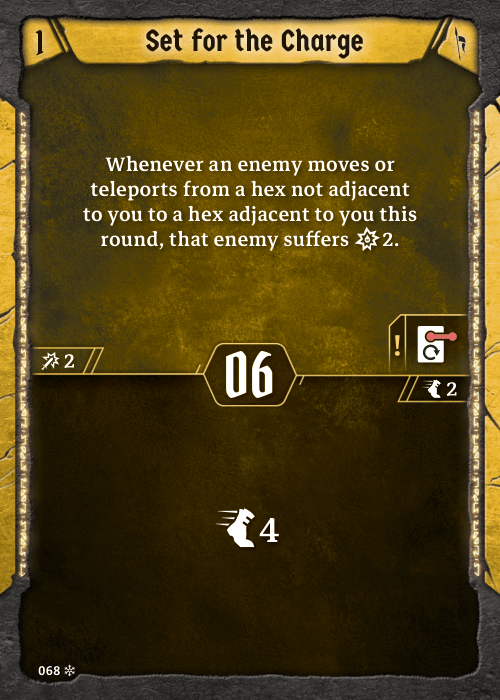 1
Set for the Charge
Whenever an enemy moves or
teleports from a hex not adjacent
to you to a hex adjacent to you this
round, that enemy suffers 2.
!
2
06
2
4
068